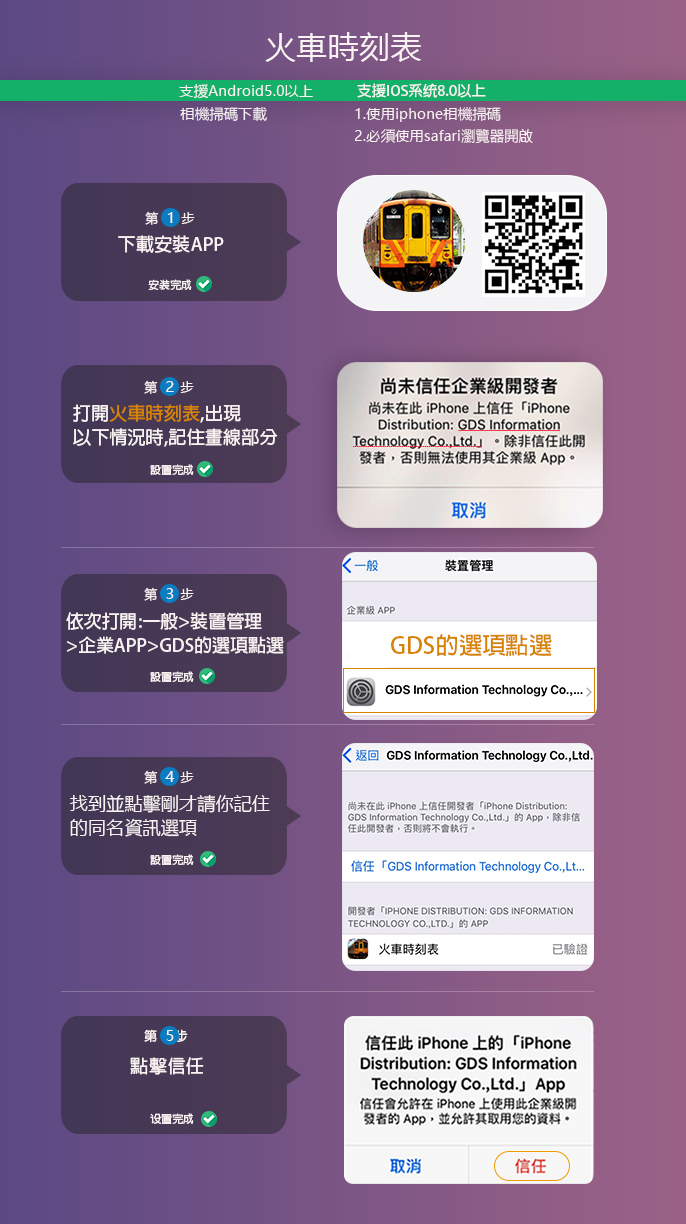 火車時刻表
支援Android5.0以上
相機掃碼下載
支援IOS系統8.0以上
1.使用iphone相機掃碼
2.必須使用safari瀏覽器開啟
第 1 步
下載安裝APP
安裝完成
第 2 步
打開火車時刻表,出現
以下情況時,記住畫線部分
設置完成
尚未信任企業級開發者
尚未在此 iPhone 上信任「iPhone
Distribution: GDS Information
Technology Co.,Ltd.」。除非信任此開
發者，否則無法使用其企業級 App。
取消
第 3 步
依次打開:一般>裝置管理
>企業APP>GDS的選項點選
設置完成
一般
裝置管理
企業級 APP
GDS的選項點選
GDS Information Technology Co.,...
第 4 步
找到並點擊剛才請你記住
的同名資訊選項
設置完成
返回 GDS Information Technology Co.,Ltd.
尚未在此 iPhone 上信任開發者「iPhone Distribution:
GDS Information Technology Co.,Ltd.」的 App，除非信
任此開發者，否則將不會執行。
信任「GDS Information Technology Co.,Lt...
開發者「IPHONE DISTRIBUTION: GDS INFORMATION
TECHNOLOGY CO.,LTD.」的 APP
火車時刻表
已驗證
第 5 步
點擊信任
设置完成
信任此 iPhone 上的「iPhone
Distribution: GDS Information
Technology Co.,Ltd.」App
信任會允許在 iPhone 上使用此企業級開
發者的 App，並允許其取用您的資料。
取消
信任